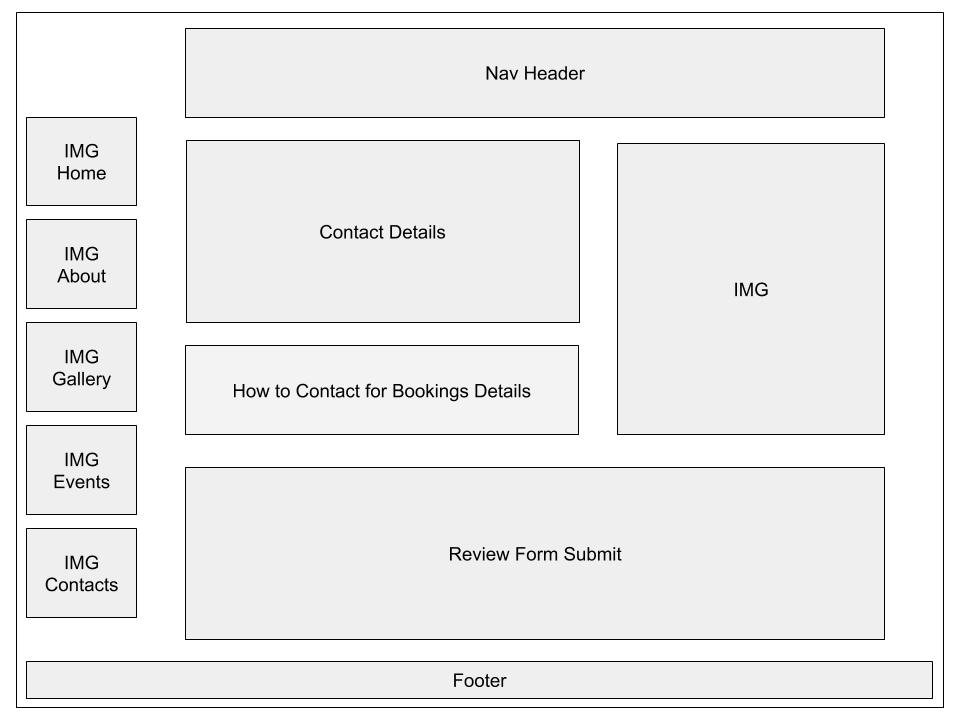 Nav Header
IMG
Home
IMG
About
IMG
Gallery
IMG
Events
IMG
Contacts
Contact Details
IMG
How to Contact for Bookings Details
Review Form Submit
Footer